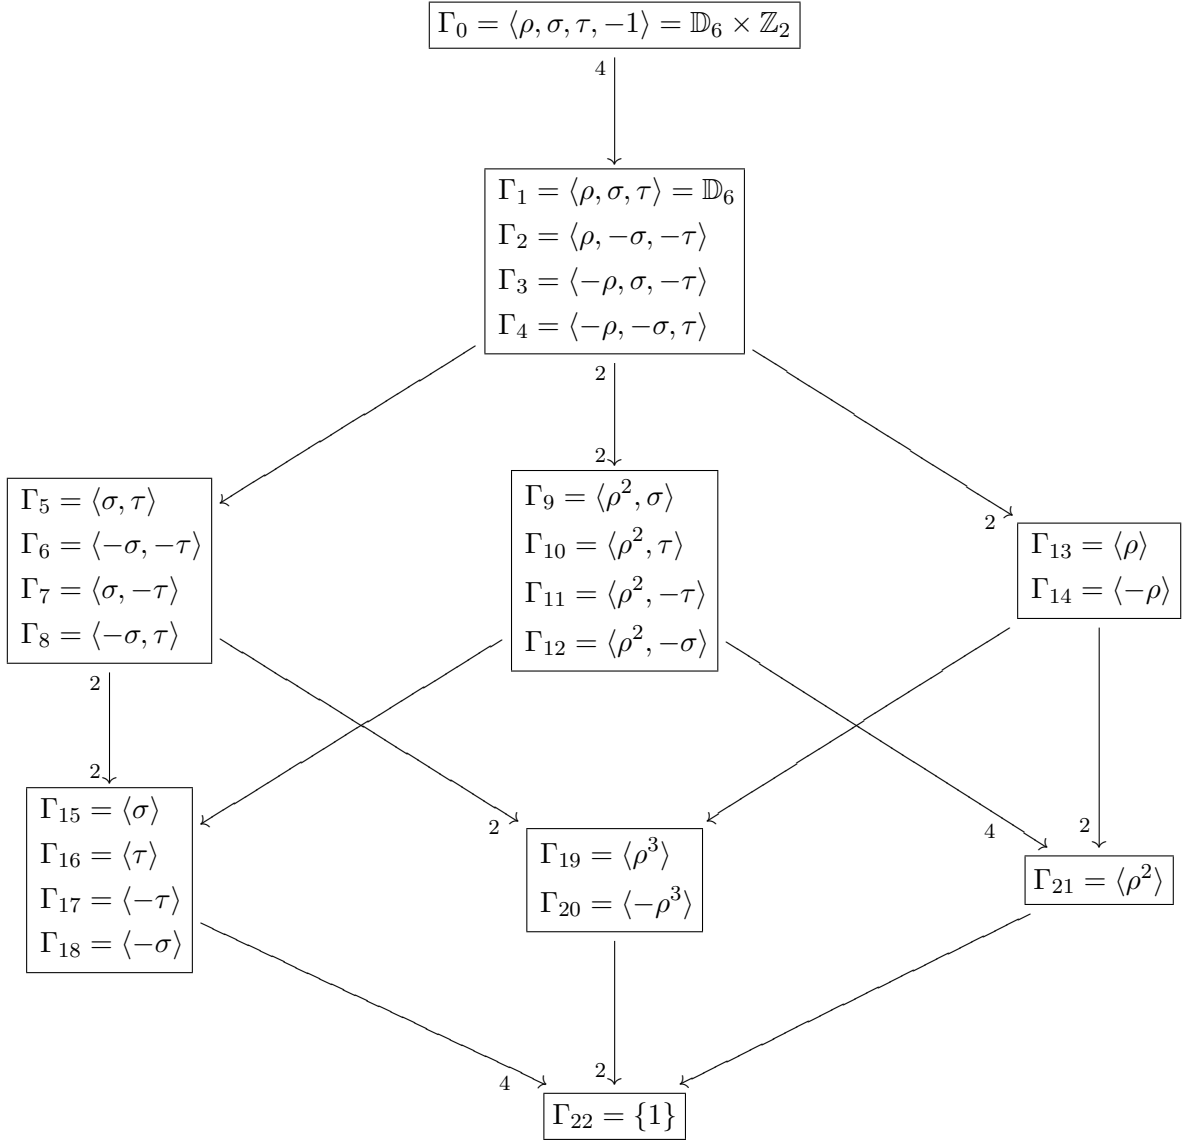 Γ₀ = ⟨ρ, σ, τ, −1⟩ = 𝔻₆ × ℤ₂
4
Γ₁ = ⟨ρ, σ, τ⟩ = 𝔻₆
Γ₂ = ⟨ρ, −σ, −τ⟩
Γ₃ = ⟨−ρ, σ, −τ⟩
Γ₄ = ⟨−ρ, −σ, τ⟩
2
2
2
Γ₅ = ⟨σ, τ⟩
Γ₆ = ⟨−σ, −τ⟩
Γ₇ = ⟨σ, −τ⟩
Γ₈ = ⟨−σ, τ⟩
Γ₉ = ⟨ρ², σ⟩
Γ₁₀ = ⟨ρ², τ⟩
Γ₁₁ = ⟨ρ², −τ⟩
Γ₁₂ = ⟨ρ², −σ⟩
Γ₁₃ = ⟨ρ⟩
Γ₁₄ = ⟨−ρ⟩
2
2
2
4
2
Γ₁₅ = ⟨σ⟩
Γ₁₆ = ⟨τ⟩
Γ₁₇ = ⟨−τ⟩
Γ₁₈ = ⟨−σ⟩
Γ₁₉ = ⟨ρ³⟩
Γ₂₀ = ⟨−ρ³⟩
Γ₂₁ = ⟨ρ²⟩
4
2
Γ₂₂ = {1}